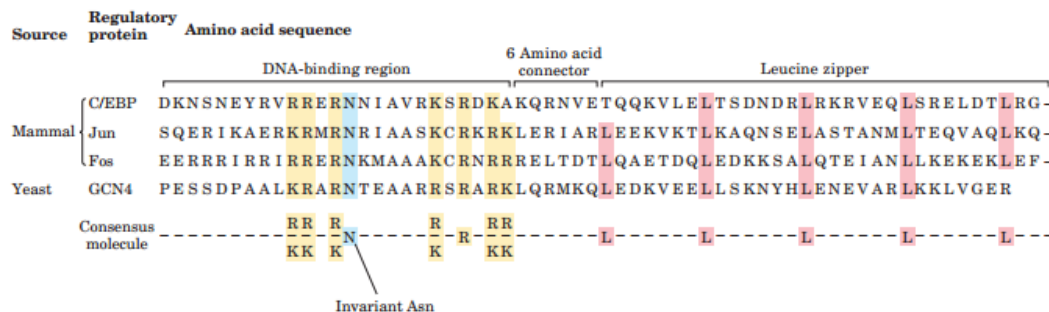 Source Regulatory protein Amino acid sequence
6 Amino acid connector
DNA-binding region Leucine zipper
C/EBP DKNSNEYRVRRERNNIAVRKSRDKAKQRNVETQQKVLELTSDNDRLRKRVEQLSRELDTLRG-
Mammal Jun SQERIKAERKRMRNRIAASKCRKRKLERIARLEEKVKTLKAQNSELASTANMLTEQVAQLKQ-
Fos EERRRIRRIRRERNKMAAAKCRNRRRELTDTLQAETDQLEDKKSALQTEIANLLKEKEKLEF-
Yeast GCN4 PESSDPAALKRARNTEAARRSRARKLQRMKQLEDKVEELLSKNYHLENEVARLKKLVGER
RR R R RR
Consensus molecule -------------N-------R---------L------L------L------L------L---
KK K K KK
Invariant Asn